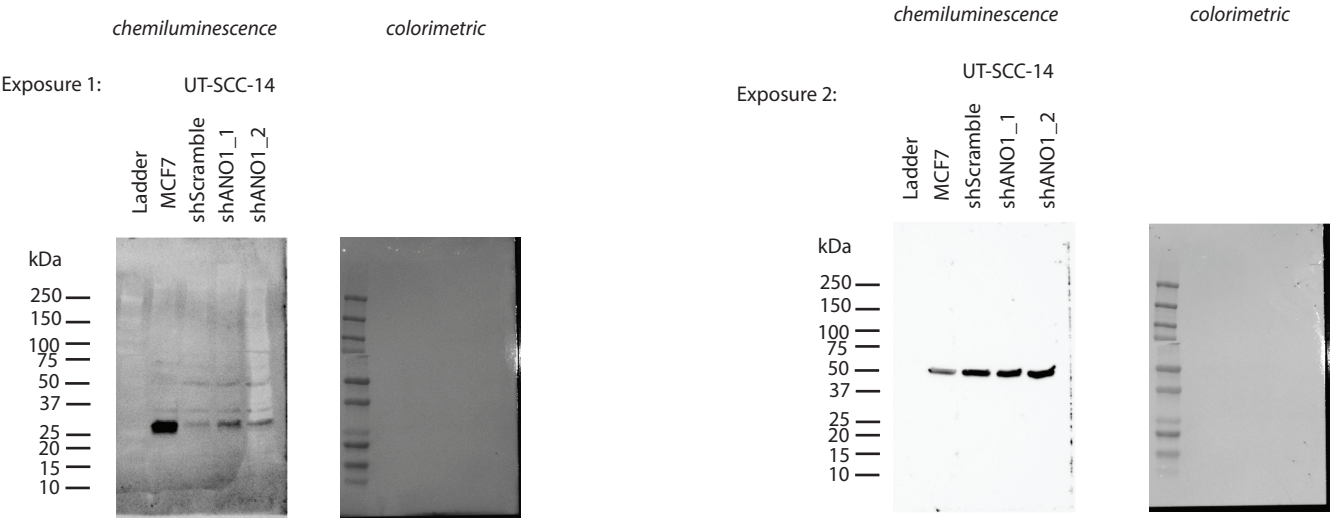 chemiluminescence
colorimetric
Exposure 1:
UT-SCC-14
Ladder
MCF7
shScramble
shANO1_1
shANO1_2
kDa
250
150
100
75
50
37
25
20
15
10
chemiluminescence
colorimetric
UT-SCC-14
Exposure 2:
Ladder
MCF7
shScramble
shANO1_1
shANO1_2
kDa
250
150
100
75
50
37
25
20
15
10